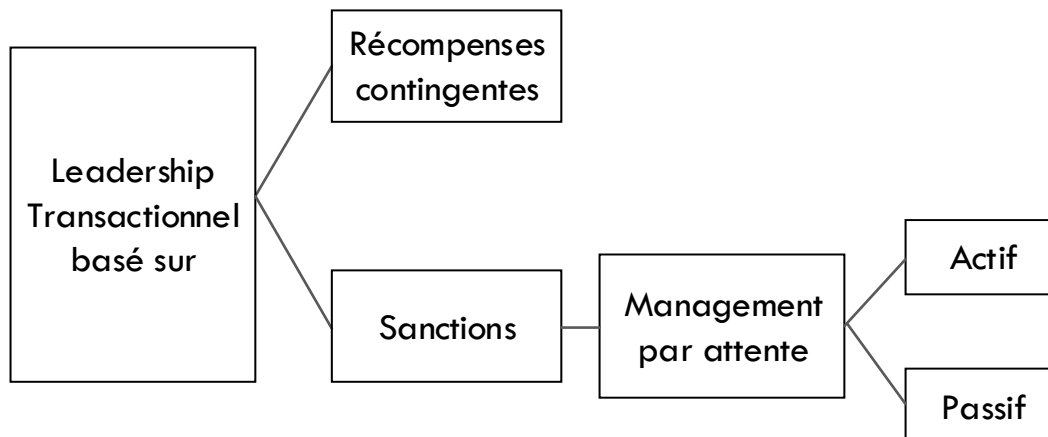 Récompenses
contingentes
Leadership
Transactionnel
basé sur
Sanctions
Management
par attente
Actif
Passif